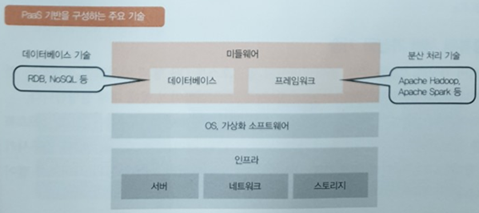 PaaS 기반을 구성하는 주요 기술
데이터베이스 기술
RDB, NoSQL 등
미들웨어
데이터베이스
프레임워크
분산 처리 기술
Apache Hadoop,
Apache Spark 등
OS, 가상화 소프트웨어
인프라
서버
네트워크
스토리지